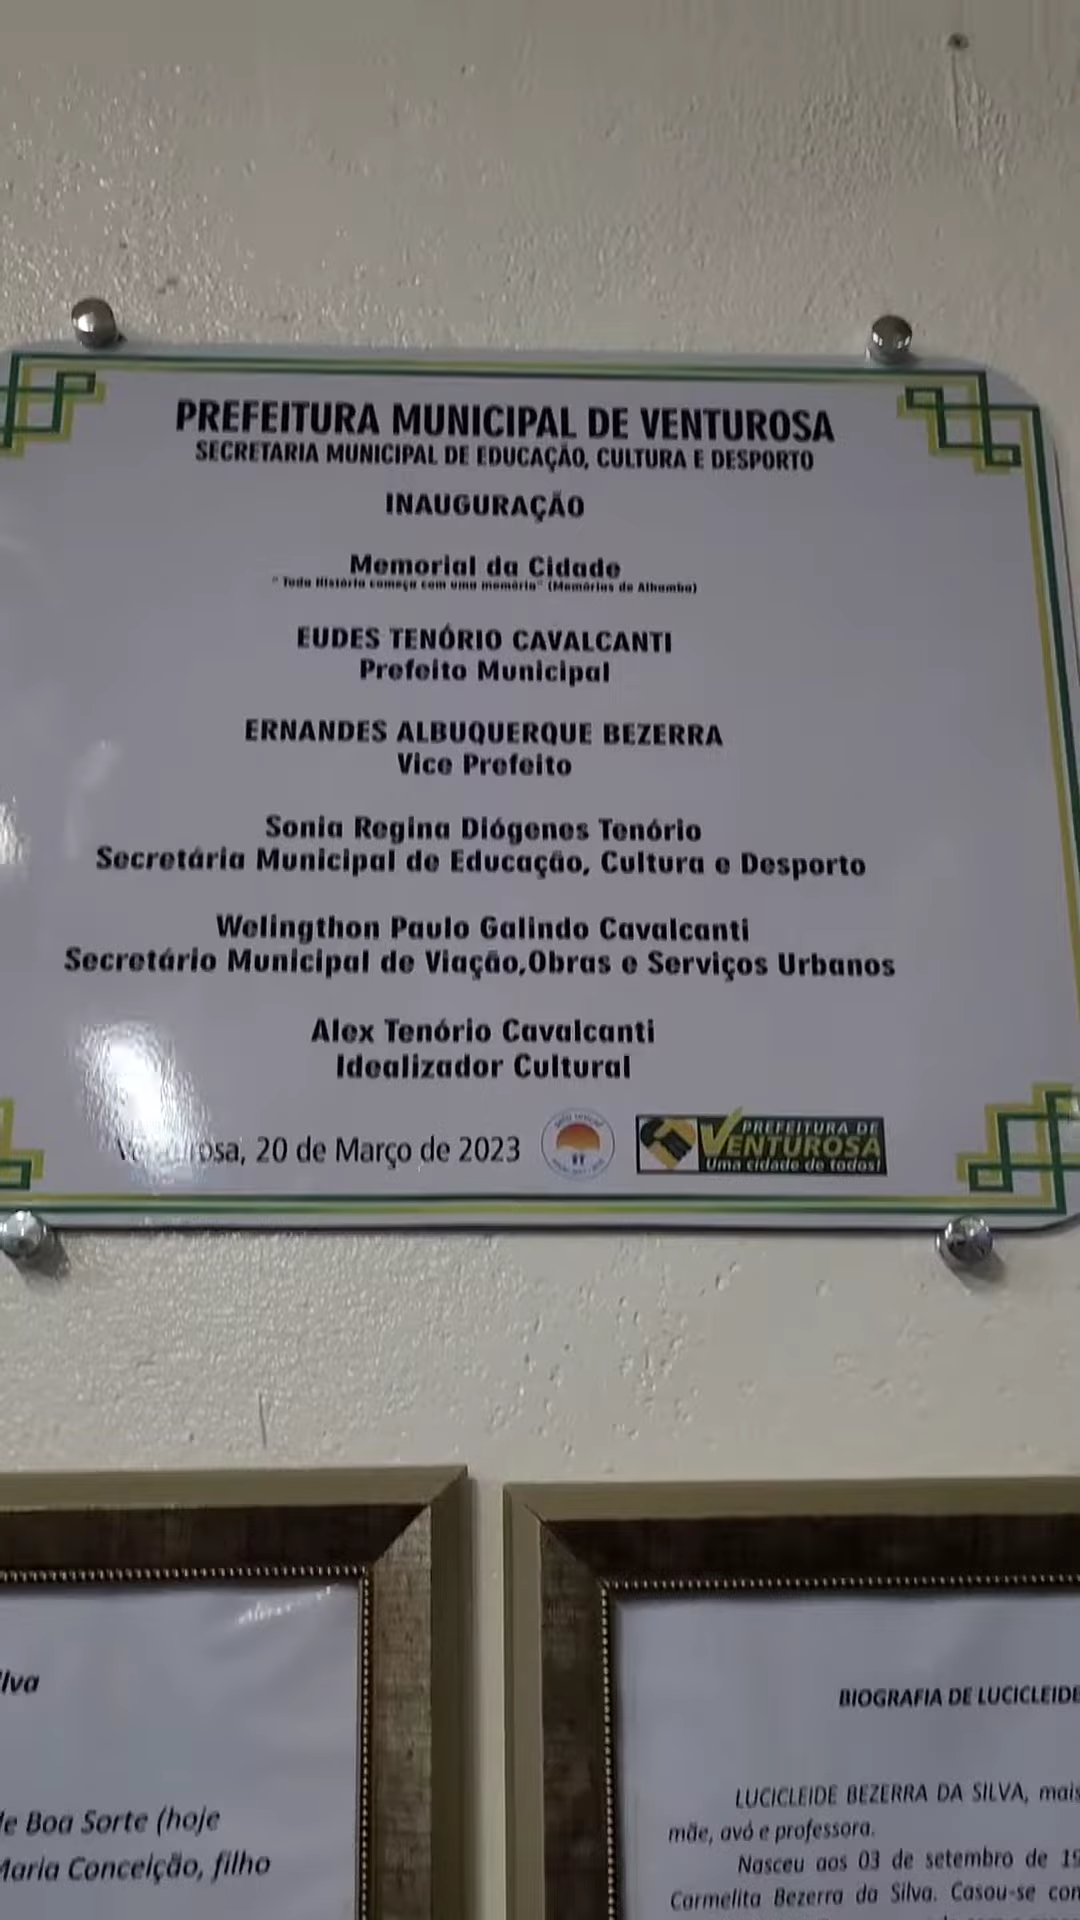 PREFEITURA MUNICIPAL DE VENTUROSA
SECRETARIA MUNICIPAL DE EDUCAÇÃO, CULTURA E DESPORTO
INAUGURAÇÃO
Memorial da Cidade
" Toda História começa com uma memória" (Memórias de Alhamba)
EUDES TENÓRIO CAVALCANTI
Prefeito Municipal
ERNANDES ALBUQUERQUE BEZERRA
Vice Prefeito
Sonia Regina Diógenes Tenório
Secretária Municipal de Educação, Cultura e Desporto
Welingthon Paulo Galindo Cavalcanti
Secretário Municipal de Viação,Obras e Serviços Urbanos
Alex Tenório Cavalcanti
Idealizador Cultural
Venturosa, 20 de Março de 2023
PREFEITURA DE
VENTUROSA
Uma cidade de todos!
ilva
de Boa Sorte (hoje
Maria Conceição, filho
BIOGRAFIA DE LUCICLEIDE
LUCICLEIDE BEZERRA DA SILVA, mais
mãe, avó e professora.
Nasceu aos 03 de setembro de 19
Carmelita Bezerra da Silva. Casou-se com